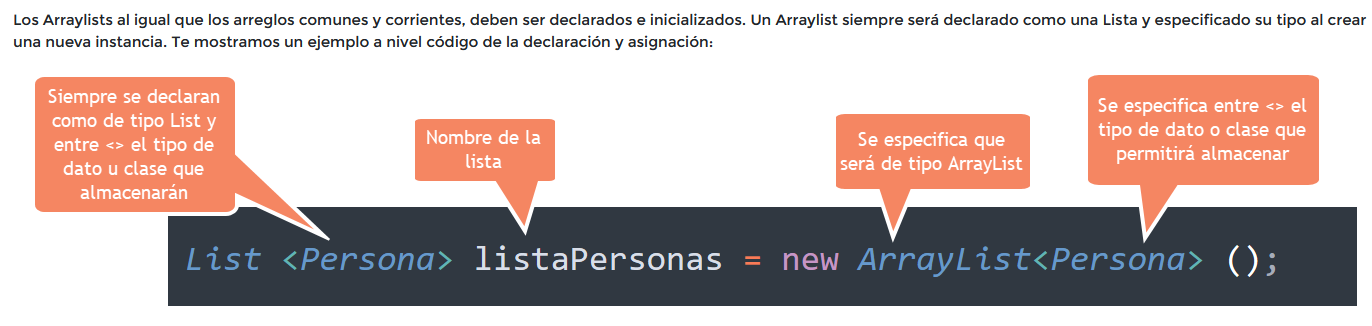 Los Arraylists al igual que los arreglos comunes y corrientes, deben ser declarados e inicializados. Un Arraylist siempre será declarado como una Lista y especificado su tipo al crear
una nueva instancia. Te mostramos un ejemplo a nivel código de la declaración y asignación:
Siempre se declaran
como de tipo List y
entre <> el tipo de
dato u clase que
almacenarán
Nombre de la
lista
Se especifica que
será de tipo ArrayList
Se especifica entre <> el
tipo de dato o clase que
permitirá almacenar
List <Persona> listaPersonas = new ArrayList<Persona> ();